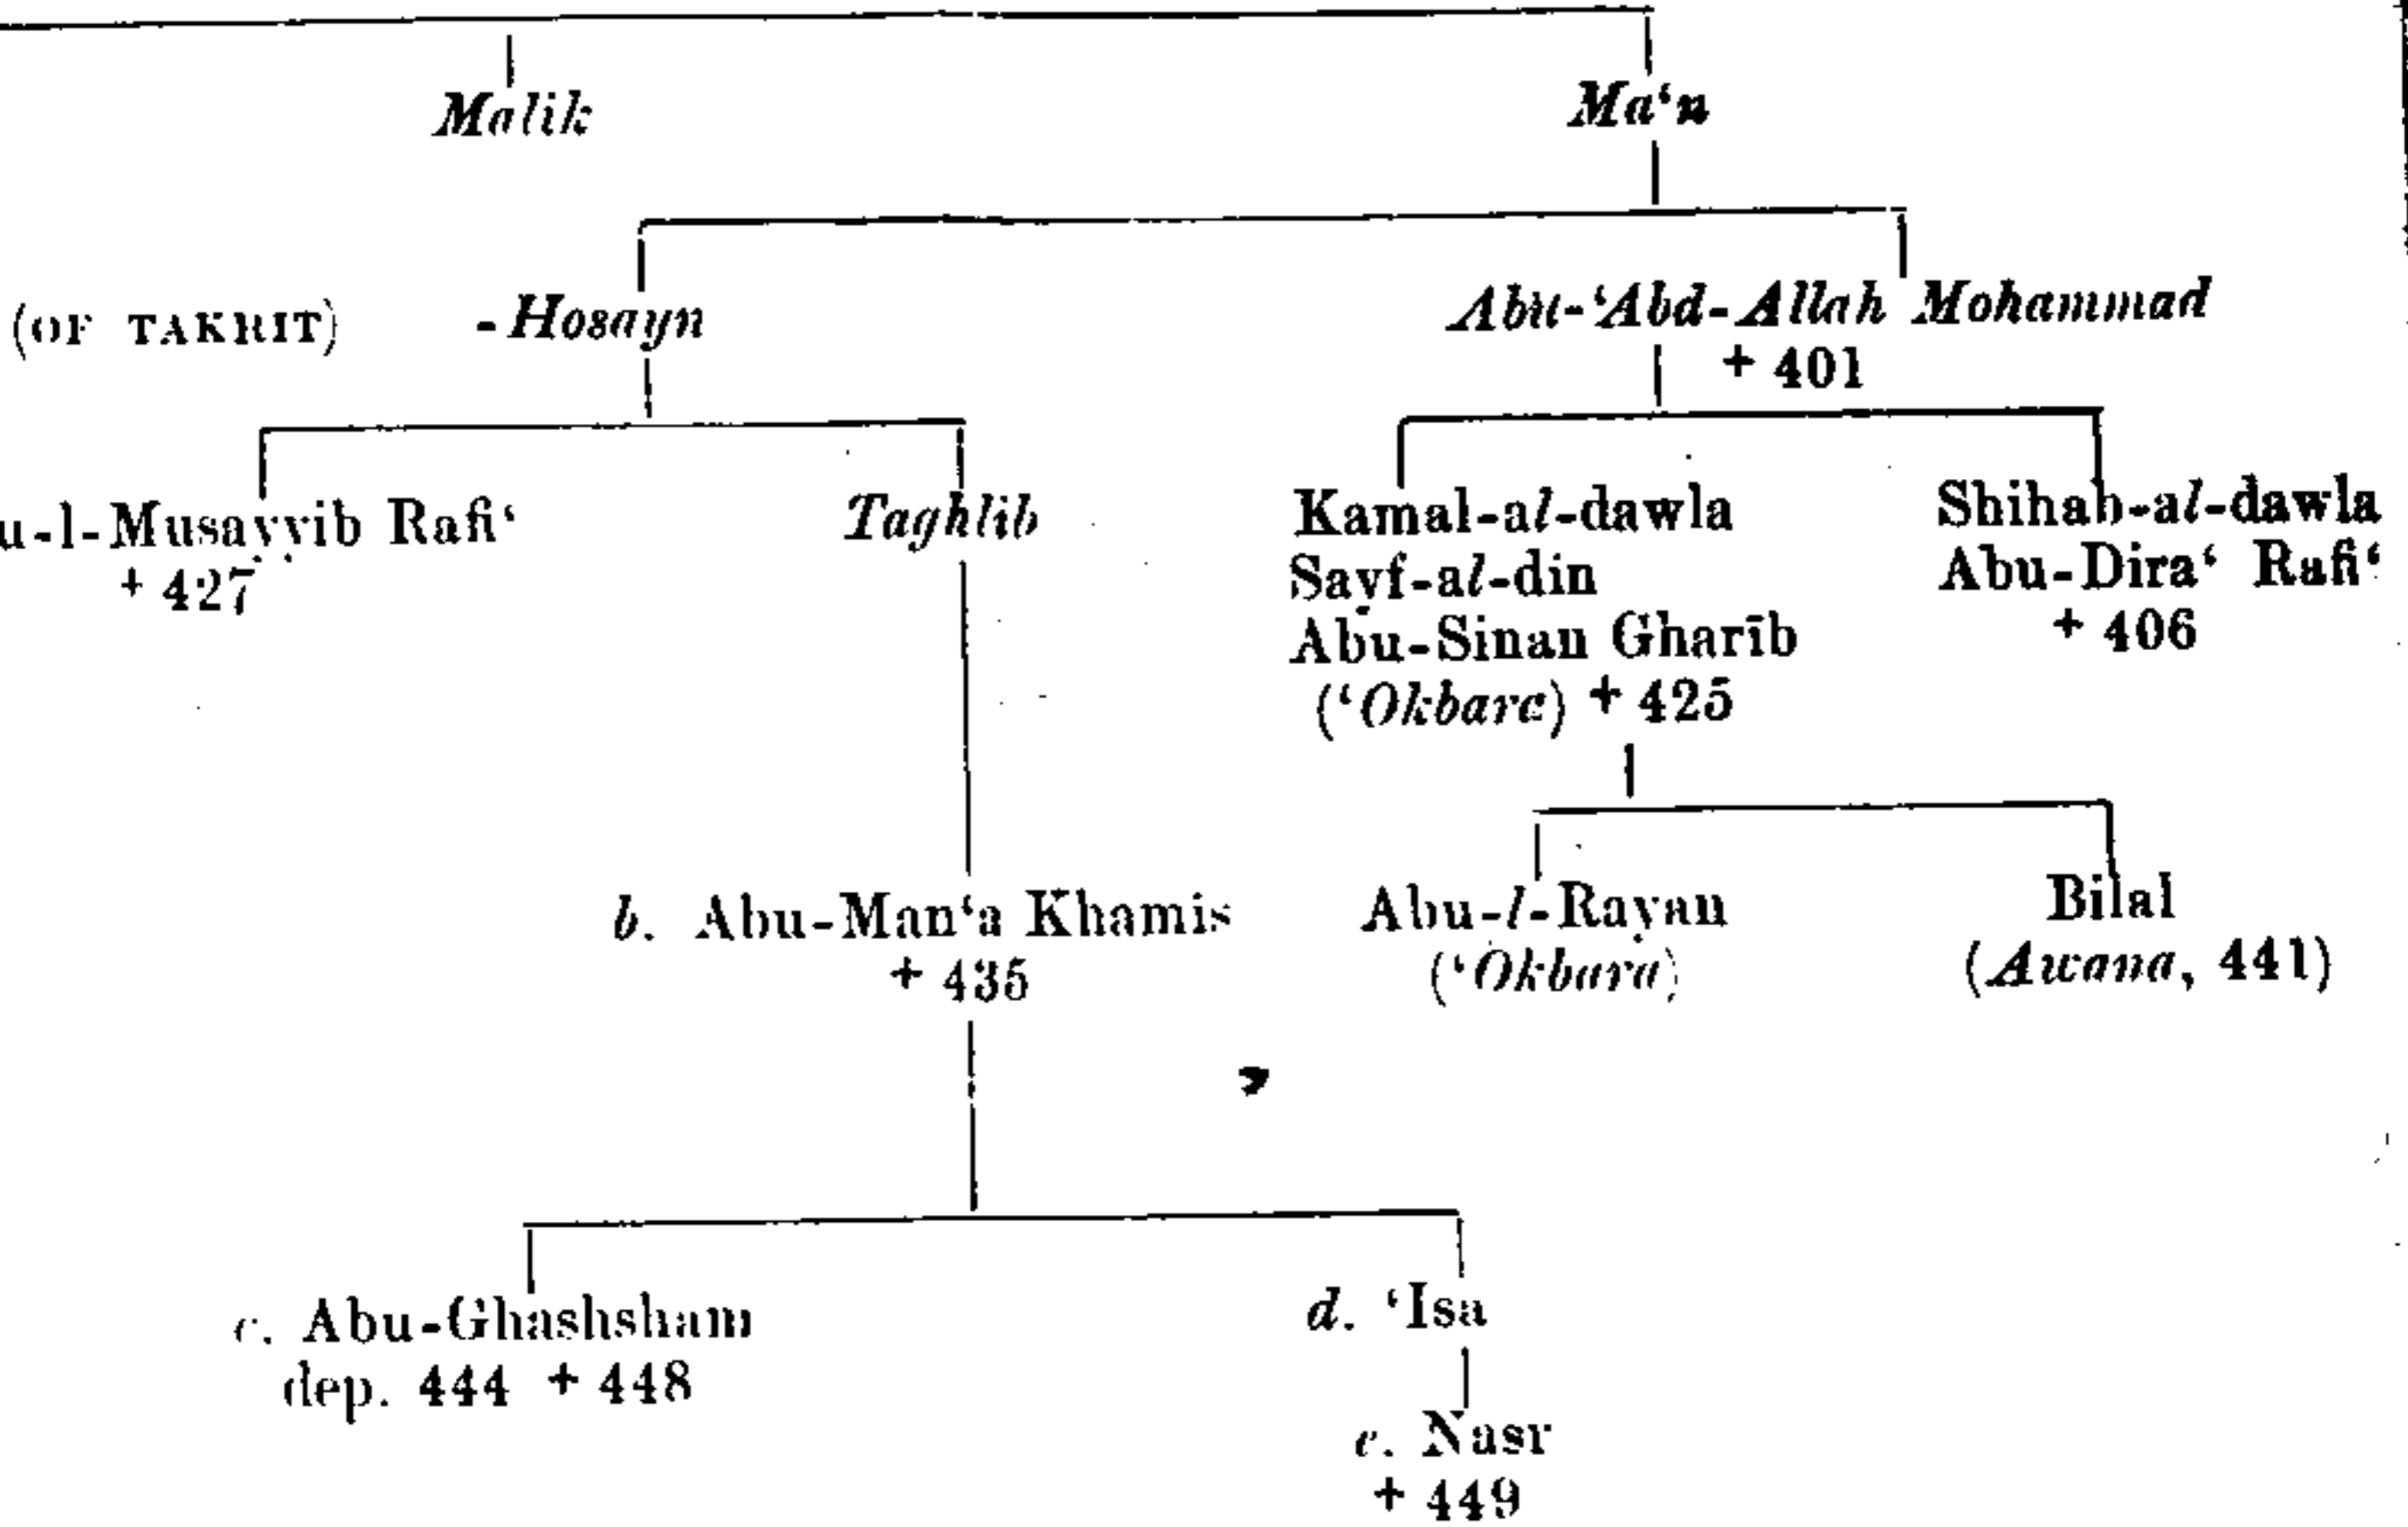 Malik
Ma‘n
(OF TAKRIT)
-Hosayn
Abu-‘Abd-Allah Mohammad
+ 401
u-l-Musayyib Rafi‘
+ 427
Taghlib
Kamal-al-dawla
Sayf-al-din
Abu-Sinan Gharīb
(‘Okbara) + 425
Shihab-al-dawla
Abu-Dira‘ Rafi‘
+ 406
b. Abu-Man‘a Khamis
+ 435
Abu-l-Rayan
(‘Okbara)
Bilal
(Awana, 441)
c. Abu-Ghashsham
dep. 444 + 448
d. ‘Isa
e. Nasr
+ 449